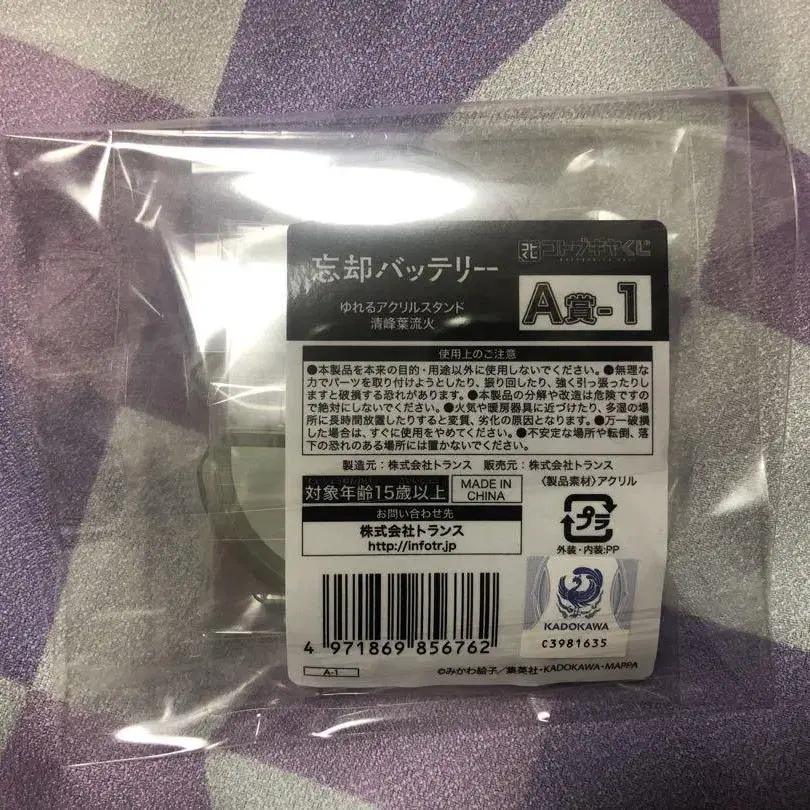 忘却バッテリー
コトくじ
コトブキヤくじ
ゆれるアクリルスタンド
清峰葉流火
A賞-1
使用上のご注意
●本製品を本来の目的・用途以外に使用しないでください。●無理な
力でパーツを取り付けようとしたり、振り回したり、強く引っ張ったりし
ますと破損する恐れがあります。●本製品の分解や改造は危険ですの
で絶対にしないでください。●火気や暖房器具に近づけたり、多湿の場
所に長時間放置したりすると変質、劣化の原因となります。●万一破損
した場合は、すぐに使用をやめてください。●不安定な場所や転倒、落
下の恐れのある場所には置かないでください。
製造元:株式会社トランス 販売元:株式会社トランス
対象年齢15歳以上
MADE IN
CHINA
〈製品素材〉アクリル
お問い合わせ先
株式会社トランス
http://infotr.jp
プラ
外装・内装:PP
KADOKAWA
C3981635
4 971869 856762
A-1
©みかわ絵子/集英社・KADOKAWA・MAPPA